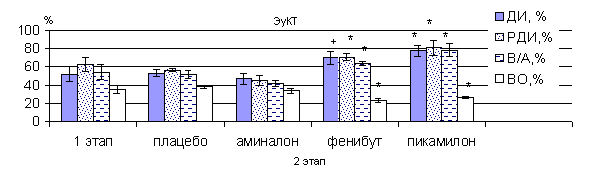 ЭуКТ
%
100
80
60
40
20
0
+ * * *
* * * *
1 этап плацебо аминалон фенибут пикамилон
2 этап
ДИ, %
РДИ,%
В/А,%
ВО,%